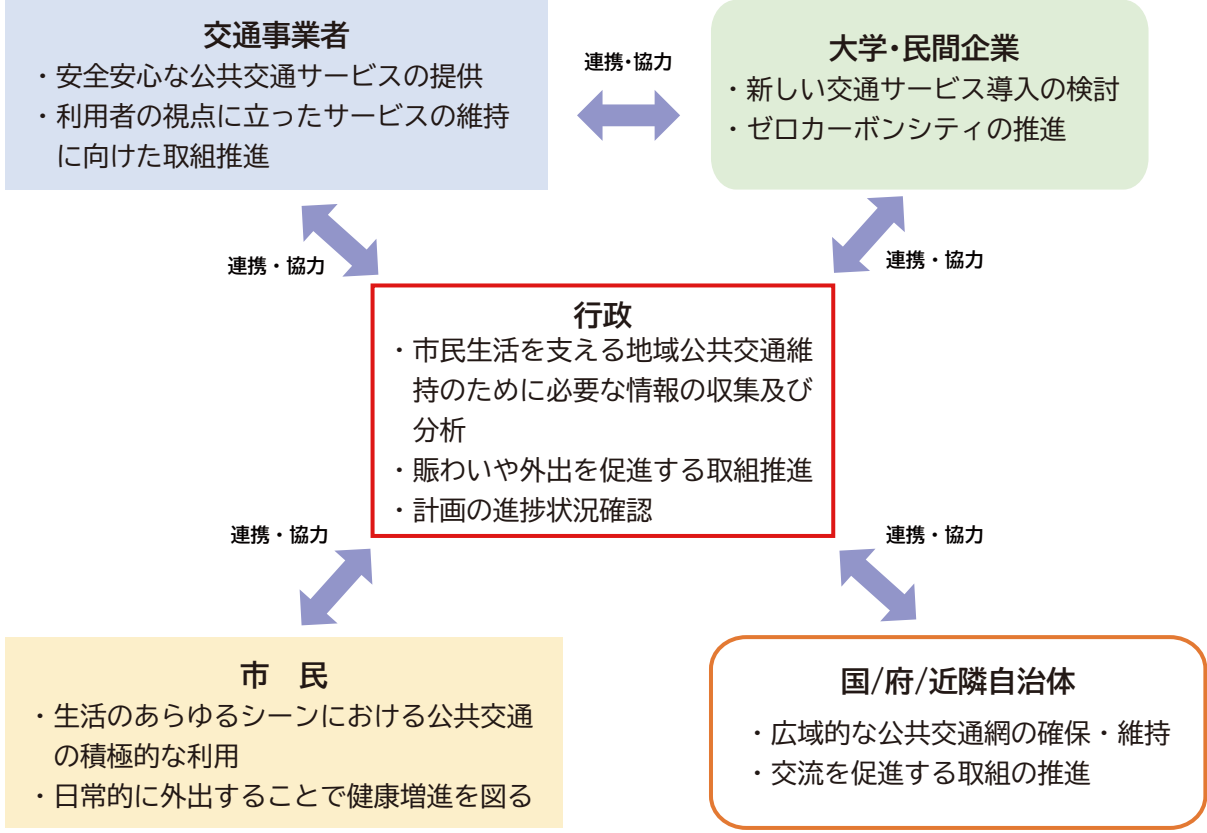 交通事業者
・安全安心な公共交通サービスの提供
・利用者の視点に立ったサービスの維持
に向けた取組推進
連携・協力
大学・民間企業
・新しい交通サービス導入の検討
・ゼロカーボンシティの推進
連携・協力
連携・協力
行政
・市民生活を支える地域公共交通維
持のために必要な情報の収集及び
分析
・賑わいや外出を促進する取組推進
・計画の進捗状況確認
連携・協力
連携・協力
市　民
・生活のあらゆるシーンにおける公共交通
の積極的な利用
・日常的に外出することで健康増進を図る
国/府/近隣自治体
・広域的な公共交通網の確保・維持
・交流を促進する取組の推進